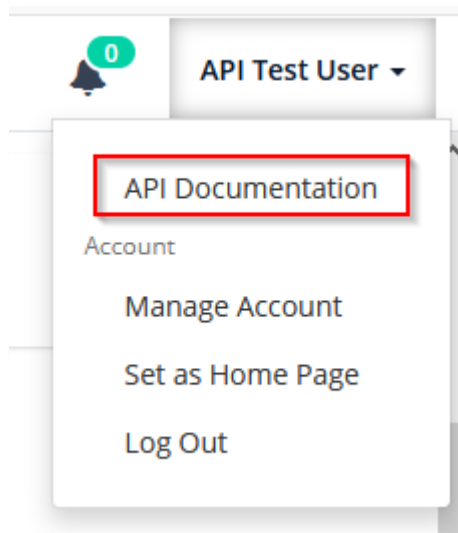 0
API Test User
API Documentation
Account
Manage Account
Set as Home Page
Log Out